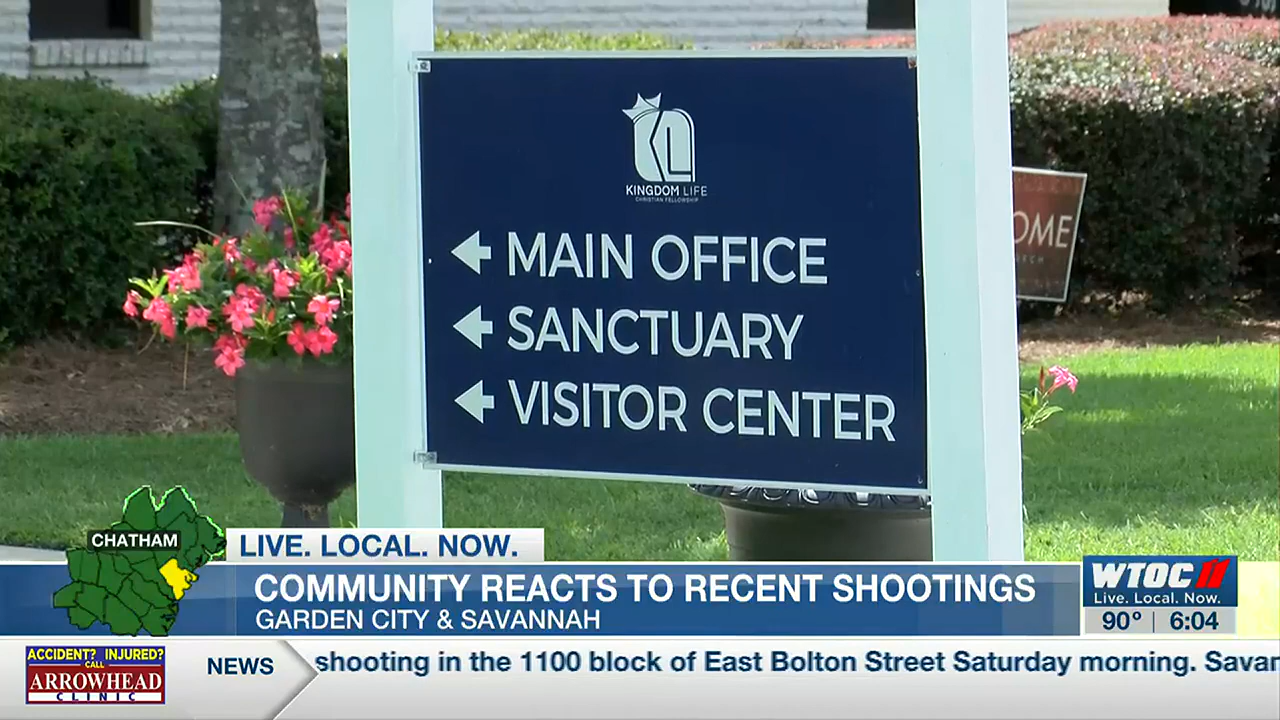 KINGDOM LIFE
CHRISTIAN FELLOWSHIP
MAIN OFFICE
SANCTUARY
VISITOR CENTER
OME
CHATHAM
LIVE. LOCAL. NOW.
COMMUNITY REACTS TO RECENT SHOOTINGS
GARDEN CITY & SAVANNAH
WTOC 11
Live. Local. Now.
90° | 6:04
ACCIDENT? INJURED?
CALL
ARROWHEAD
CLINIC
NEWS
shooting in the 1100 block of East Bolton Street Saturday morning. Savan